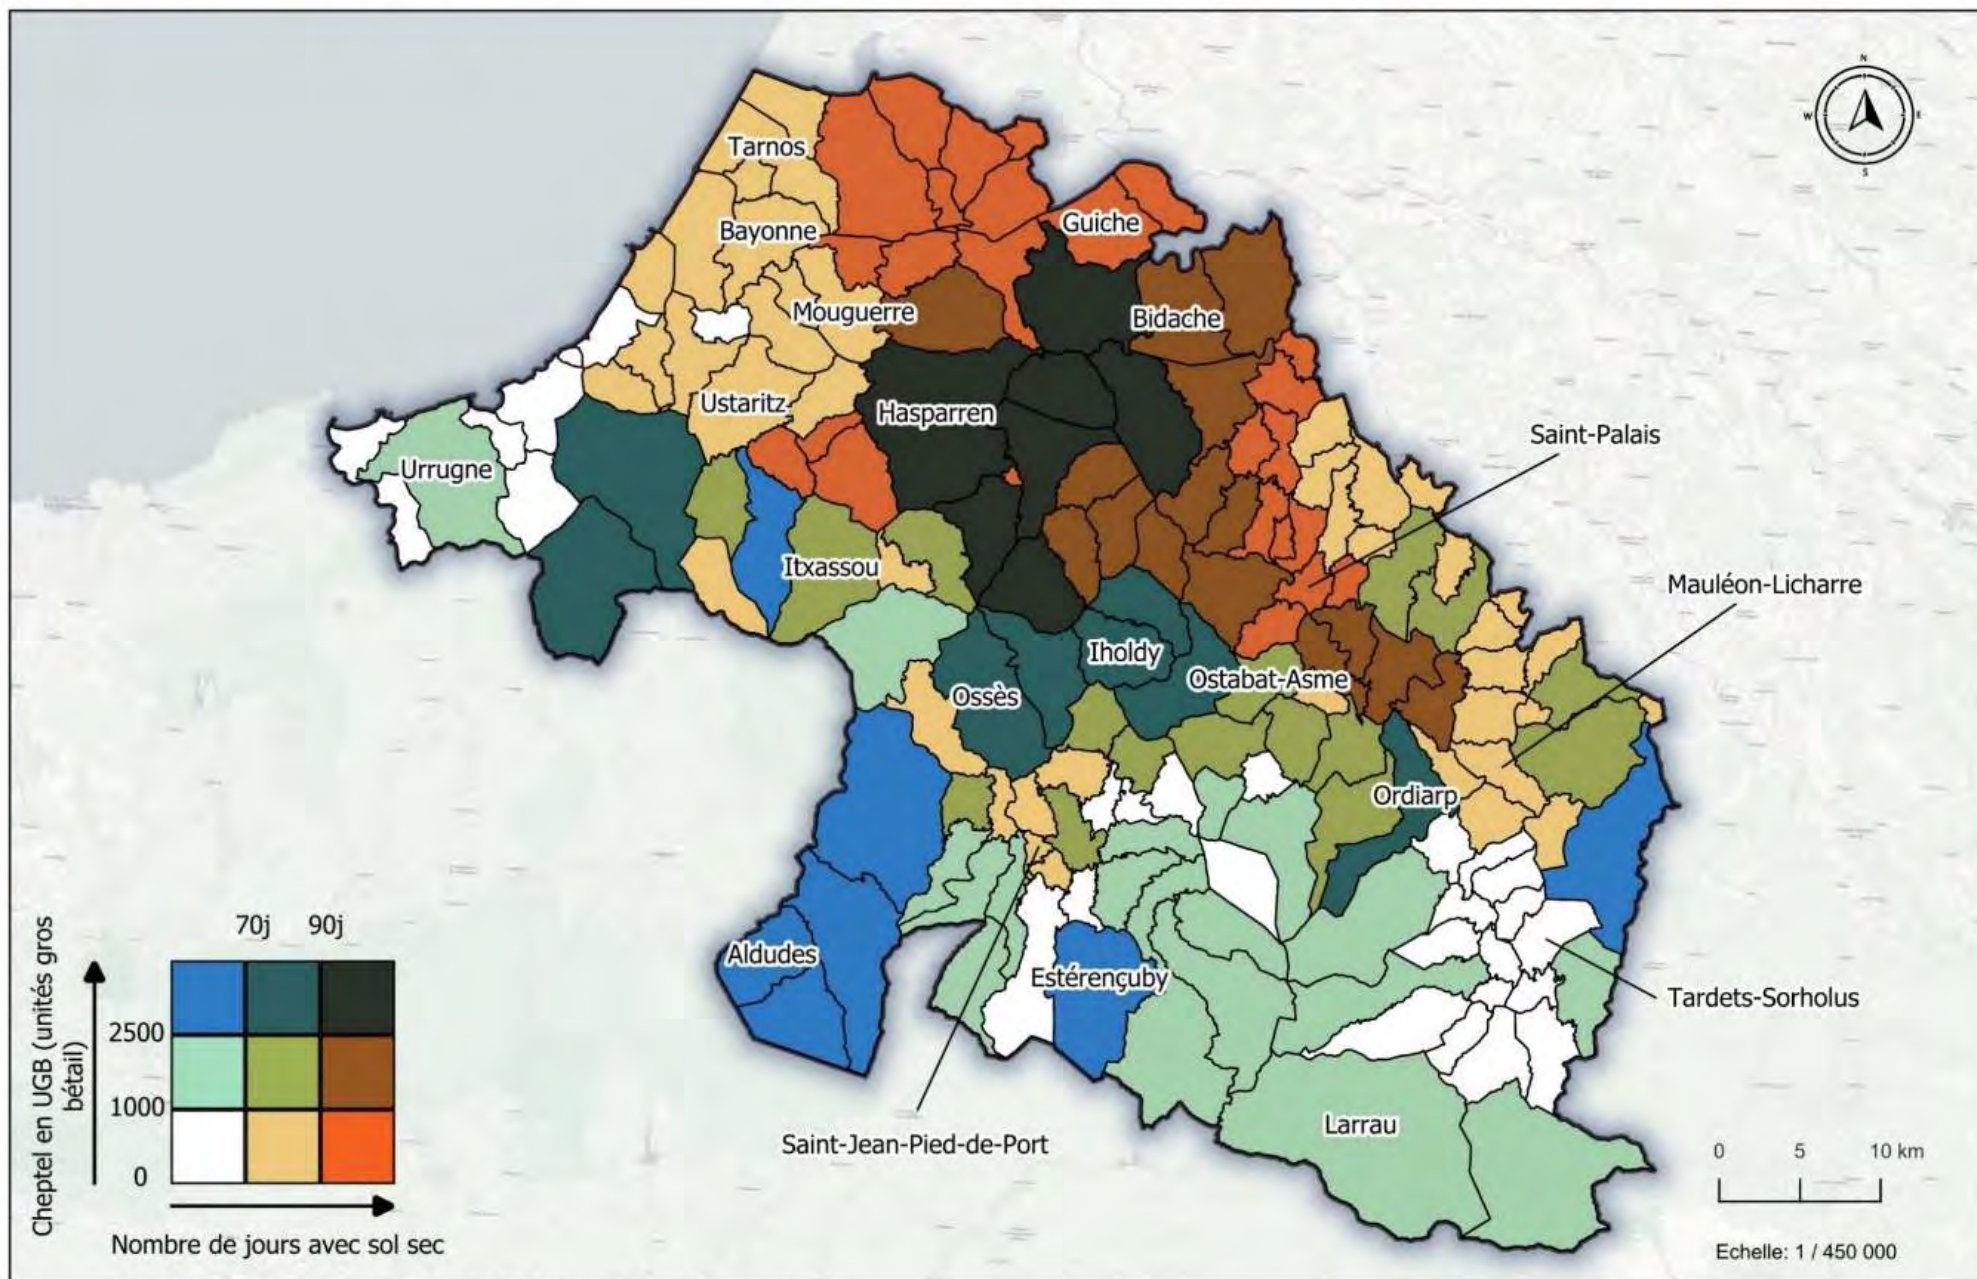 N
W
E
S
Tarnos
Bayonne
Guiche
Mouguerre
Bidache
Ustaritz
Hasparren
Saint-Palais
Urrugne
Itxassou
Mauléon-Licharre
Iholdy
Ossès
Ostabat-Asme
Ordiarp
Aldudes
Estérençuby
Tardets-Sorholus
Larrau
Saint-Jean-Pied-de-Port
70j 90j
Cheptel en UGB (unités gros
bétail)
2500
1000
0
Nombre de jours avec sol sec
0 5 10 km
Echelle: 1 / 450 000